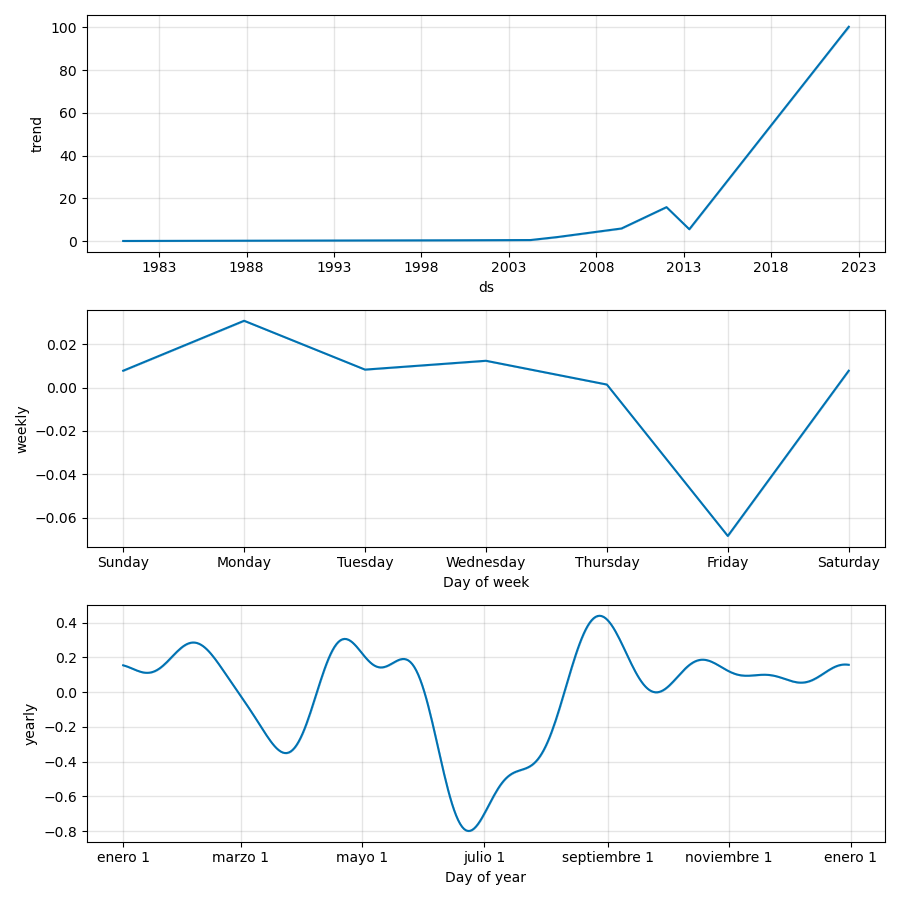 100
80
60
40
20
0
trend
1983 1988 1993 1998 2003 2008 2013 2018 2023
ds
0.02
0.00
−0.02
−0.04
−0.06
weekly
Sunday Monday Tuesday Wednesday Thursday Friday Saturday
Day of week
0.4
0.2
0.0
−0.2
−0.4
−0.6
−0.8
yearly
enero 1 marzo 1 mayo 1 julio 1 septiembre 1 noviembre 1 enero 1
Day of year